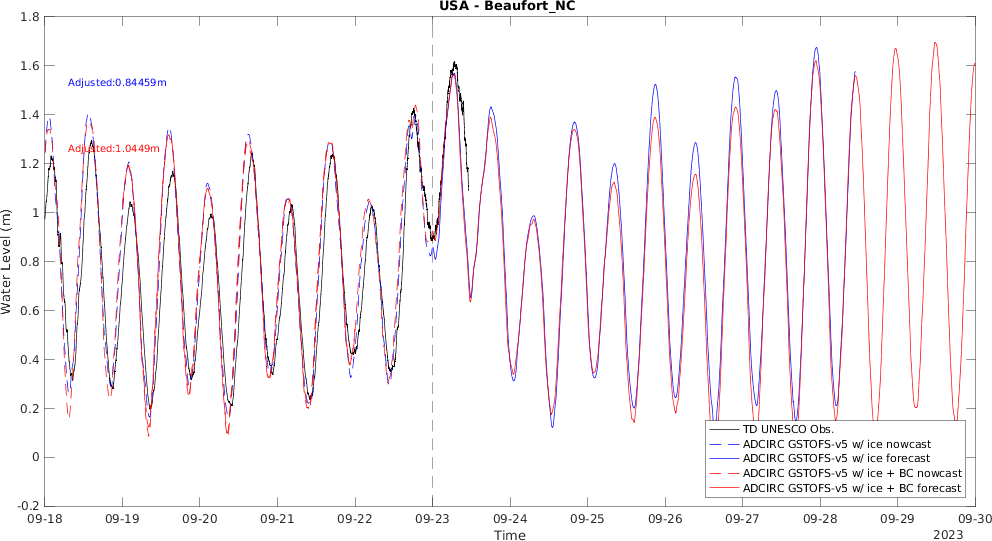 USA - Beaufort_NC
1.8
1.6
1.4
1.2
1
0.8
0.6
0.4
0.2
0
-0.2
Water Level (m)
Adjusted:0.84459m
Adjusted:1.0449m
TD UNESCO Obs.
ADCIRC GSTOFS-v5 w/ ice nowcast
ADCIRC GSTOFS-v5 w/ ice forecast
ADCIRC GSTOFS-v5 w/ ice + BC nowcast
ADCIRC GSTOFS-v5 w/ ice + BC forecast
09-18 09-19 09-20 09-21 09-22 09-23 09-24 09-25 09-26 09-27 09-28 09-29 09-30
Time
2023